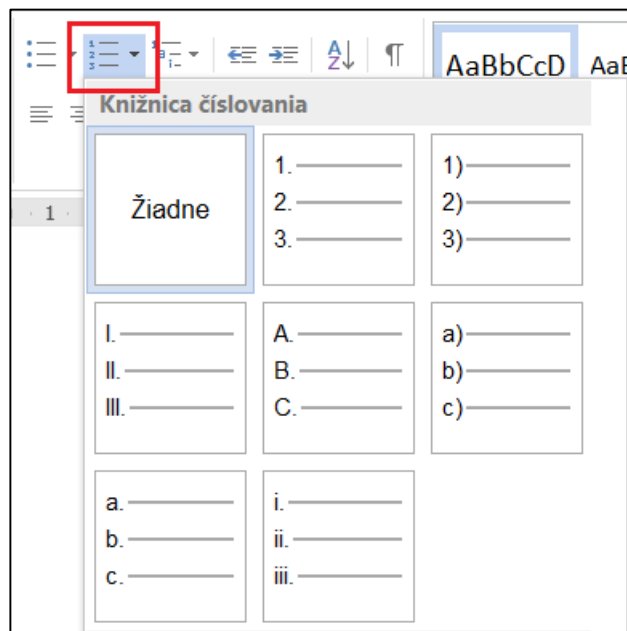 AaBbCcD AaB
Knižnica číslovania
1
Žiadne
1.
2.
3.
1)
2)
3)
I.
II.
III.
A.
B.
C.
a)
b)
c)
a.
b.
c.
i.
ii.
iii.